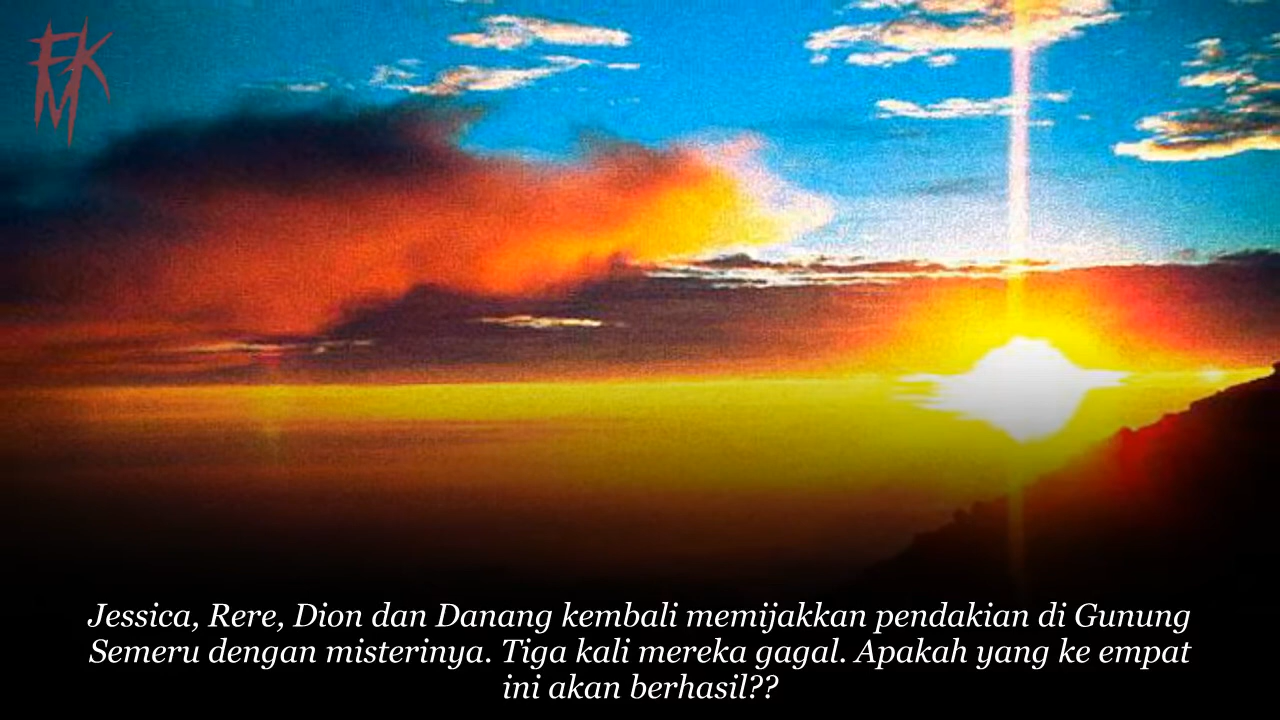 FKM
Jessica, Rere, Dion dan Danang kembali memijakkan pendakian di Gunung
Semeru dengan misterinya. Tiga kali mereka gagal. Apakah yang ke empat
ini akan berhasil??